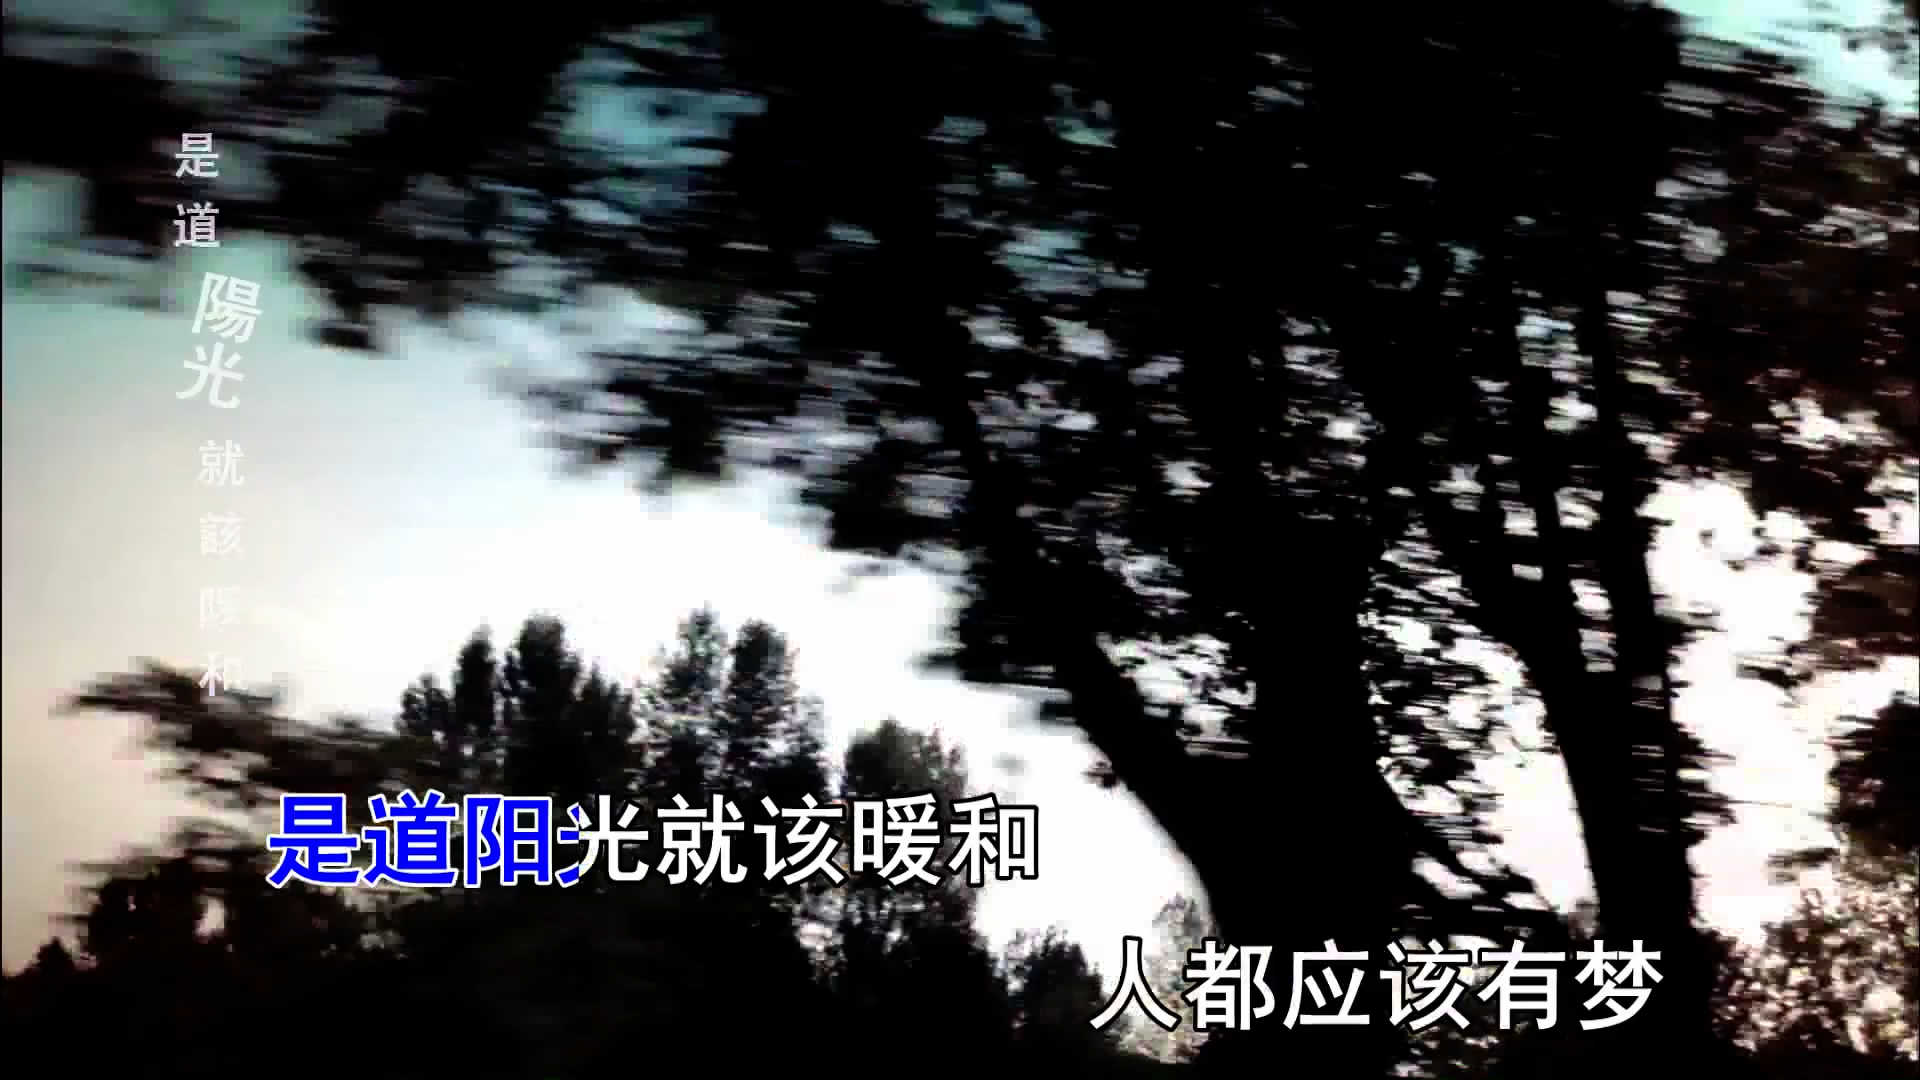 是道陽光就該暖和
是道阳光就该暖和
人都应该有梦